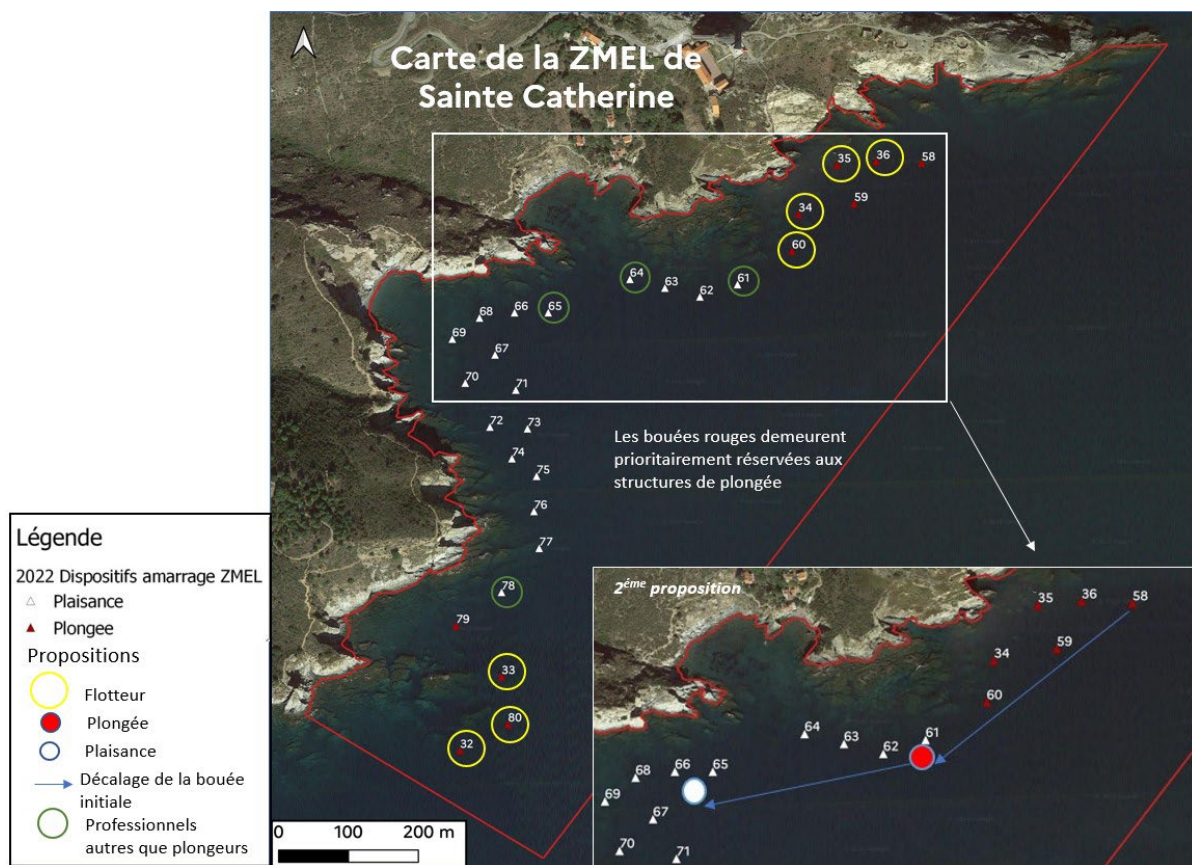 Carte de la ZMEL de
Sainte Catherine
35
36
58
34
59
60
64
63
62
61
65
66
68
69
67
70
71
72
73
74
75
76
77
78
79
33
80
32
Les bouées rouges demeurent
prioritairement réservées aux
structures de plongée
Légende
2022 Dispositifs amarrage ZMEL
Plaisance
Plongee
Propositions
Flotteur
Plongée
Plaisance
Décalage de la bouée
initiale
Professionnels
autres que plongeurs
0 100 200 m
2éme proposition
35
36
58
34
59
60
64
63
62
61
65
66
68
69
67
70
71